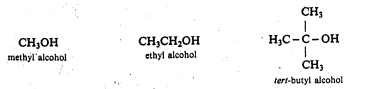 CH₃OH
methyl alcohol
CH₃CH₂OH
ethyl alcohol
CH₃
|
H₃C—C—OH
|
CH₃
tert-butyl alcohol